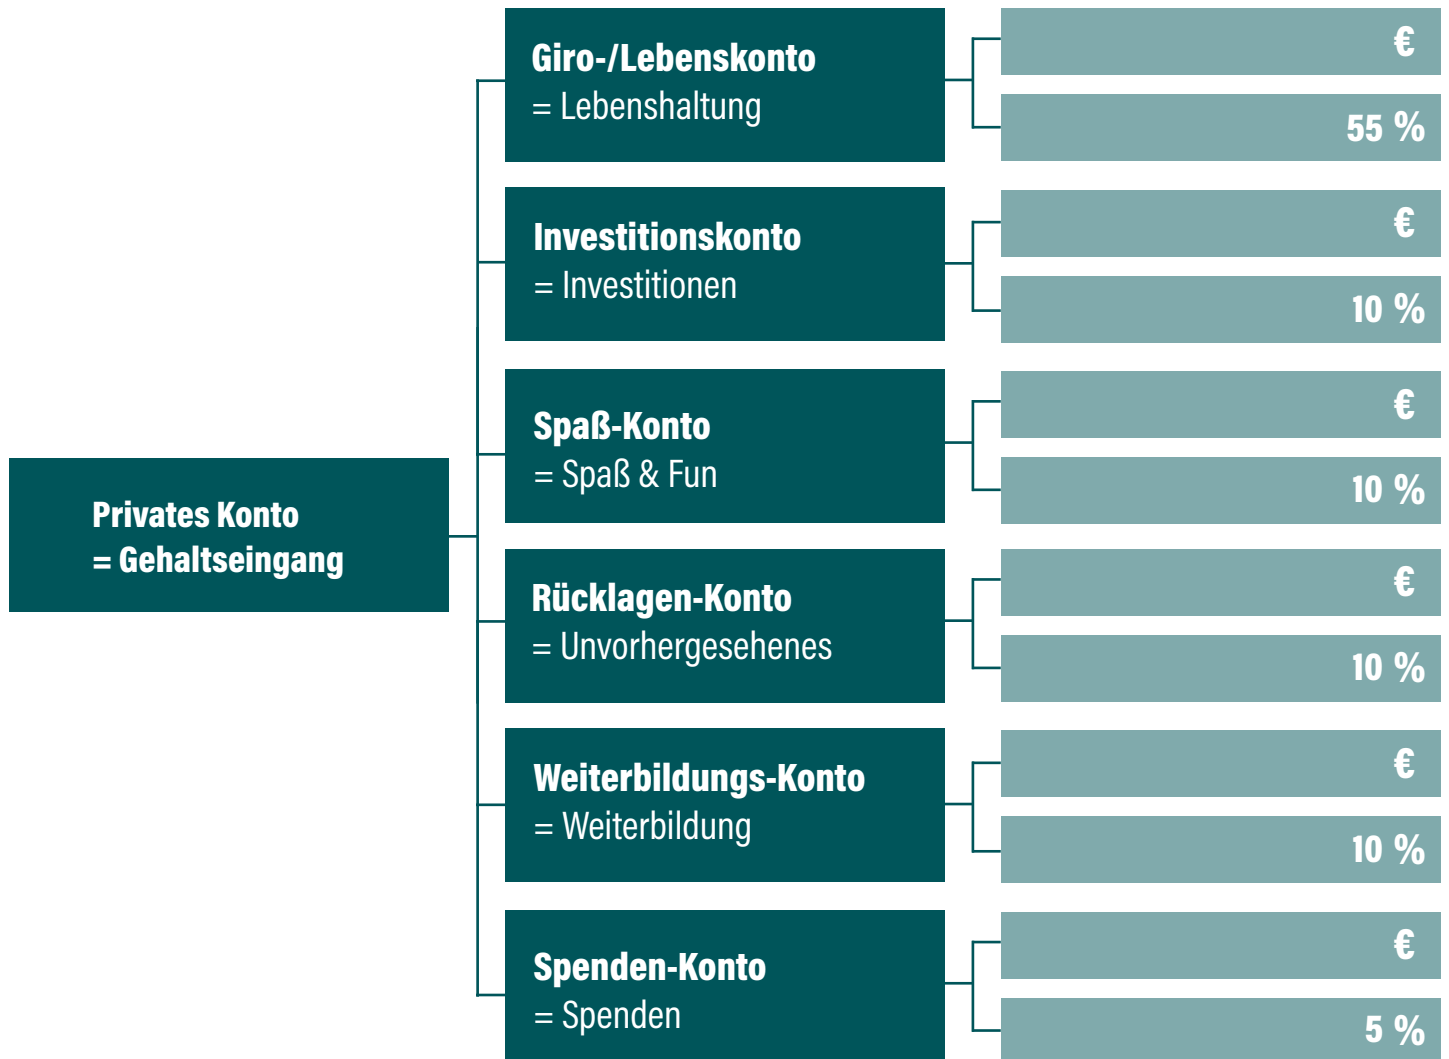 Privates Konto
= Gehaltseingang
Giro-/Lebenskonto
= Lebenshaltung
€
55 %
Investitionskonto
= Investitionen
€
10 %
Spaß-Konto
= Spaß & Fun
€
10 %
Rücklagen-Konto
= Unvorhergesehenes
€
10 %
Weiterbildungs-Konto
= Weiterbildung
€
10 %
Spenden-Konto
= Spenden
€
5 %